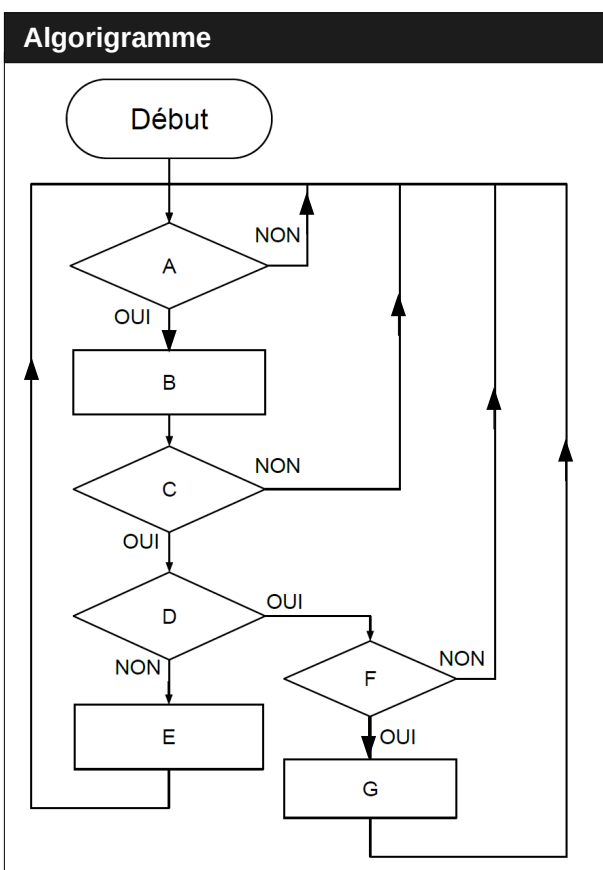 Algorigramme
Début
NON
A
OUI
B
NON
C
OUI
OUI
D
NON
NON
F
E
OUI
G